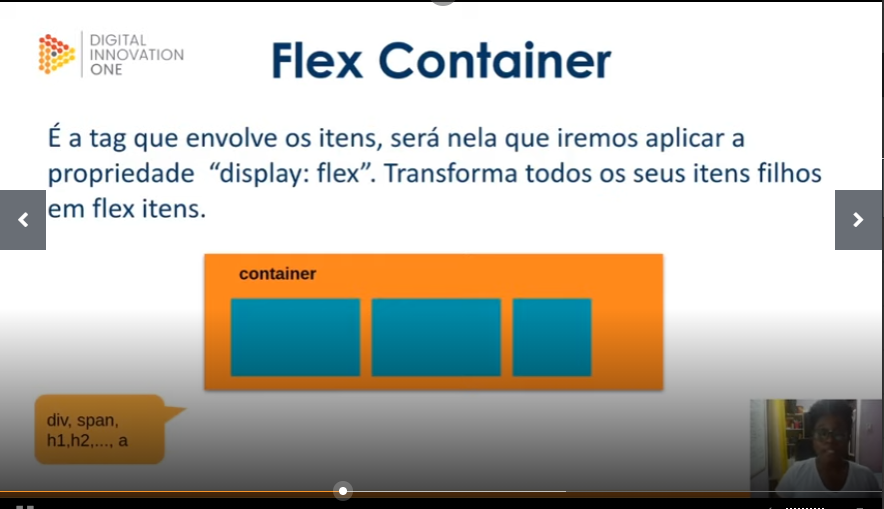 DIGITAL
INNOVATION
ONE
Flex Container
É a tag que envolve os itens, será nela que iremos aplicar a
propriedade “display: flex”. Transforma todos os seus itens filhos
em flex itens.
container
div, span,
h1,h2,..., a